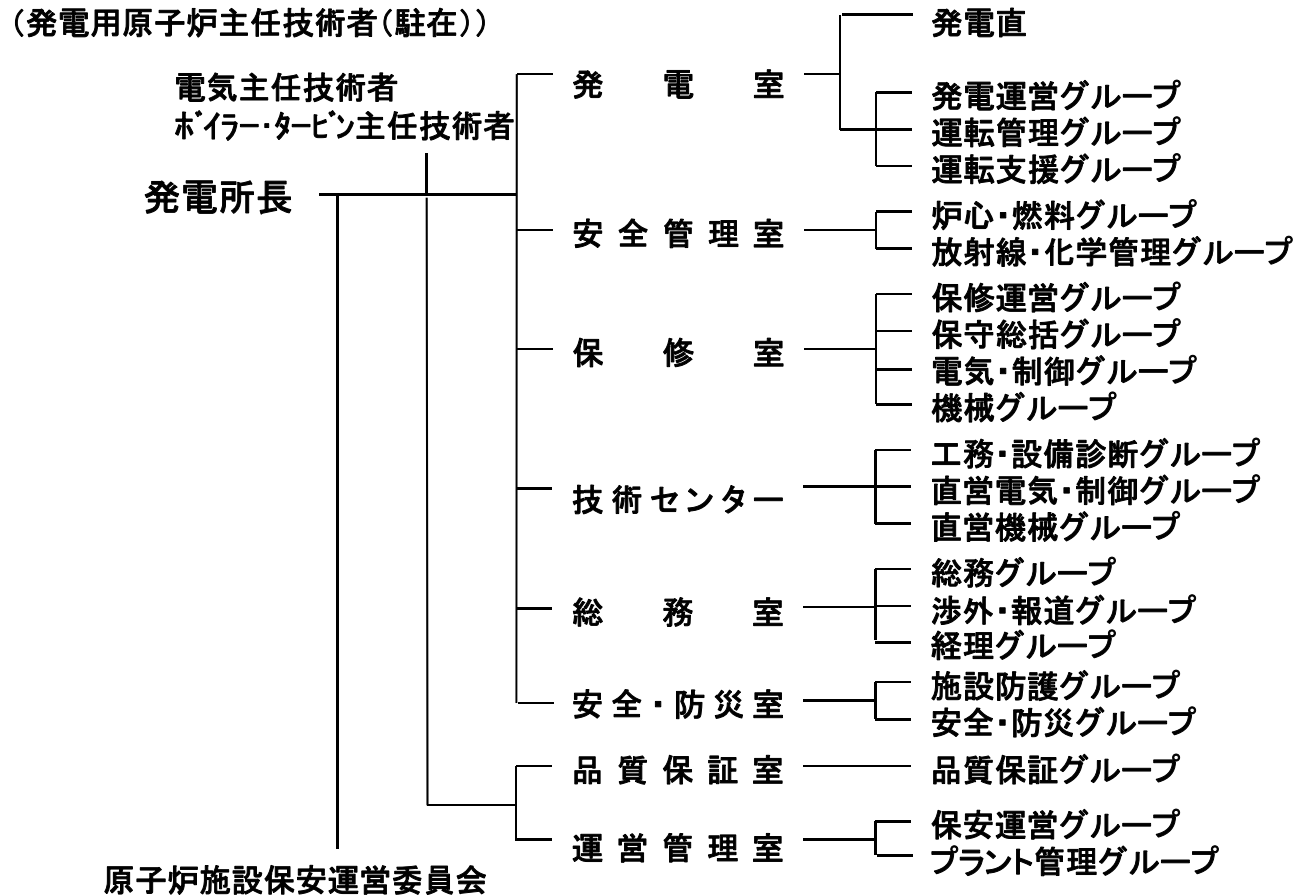 (発電用原子炉主任技術者(駐在))
電気主任技術者
ボイラー・タービン主任技術者
発電所長
原子炉施設保安運営委員会
発電室
発電直
発電運営グループ
運転管理グループ
運転支援グループ
安全管理室
炉心・燃料グループ
放射線・化学管理グループ
保修室
保修運営グループ
保守総括グループ
電気・制御グループ
機械グループ
技術センター
工務・設備診断グループ
直営電気・制御グループ
直営機械グループ
総務室
総務グループ
渉外・報道グループ
経理グループ
安全・防災室
施設防護グループ
安全・防災グループ
品質保証室
品質保証グループ
運営管理室
保安運営グループ
プラント管理グループ